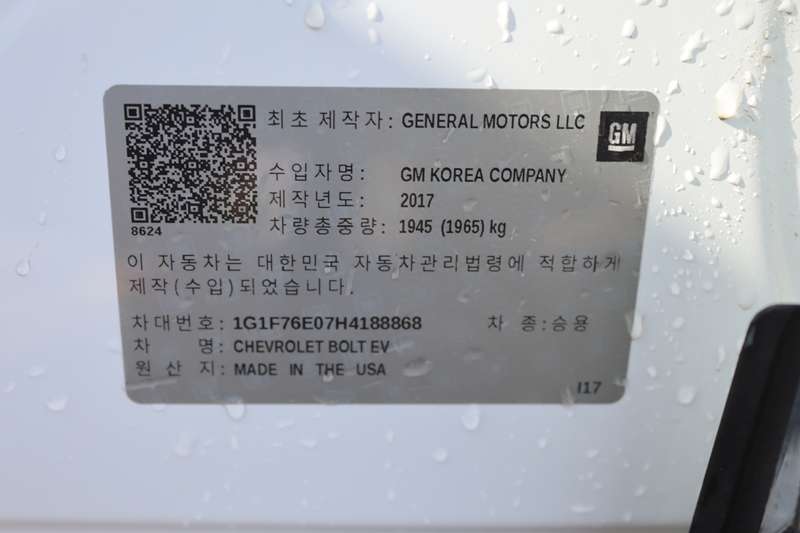 최초 제작자: GENERAL MOTORS LLC
GM
수입자명: GM KOREA COMPANY
제작년도: 2017
차량총중량: 1945 (1965) kg
8624
이 자동차는 대한민국 자동차관리법령에 적합하게
제작(수입)되었습니다.
차대번호: 1G1F76E07H4188868 차 종:승용
차 명: CHEVROLET BOLT EV
원산지: MADE IN THE USA
I17